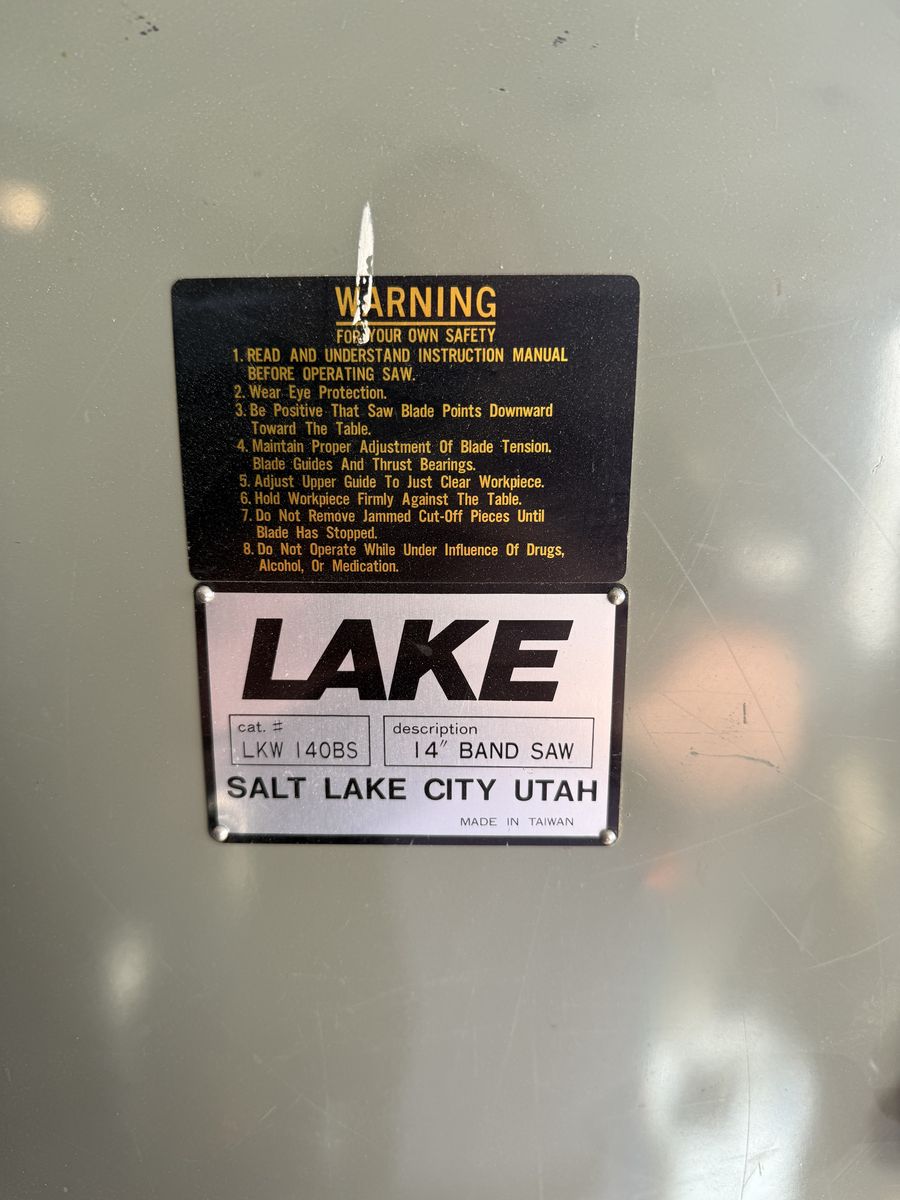 WARNING
FOR YOUR OWN SAFETY
1. READ AND UNDERSTAND INSTRUCTION MANUAL
BEFORE OPERATING SAW.
2. Wear Eye Protection.
3. Be Positive That Saw Blade Points Downward
Toward The Table.
4. Maintain Proper Adjustment Of Blade Tension.
Blade Guides And Thrust Bearings.
5. Adjust Upper Guide To Just Clear Workpiece.
6. Hold Workpiece Firmly Against The Table.
7. Do Not Remove Jammed Cut-Off Pieces Until
Blade Has Stopped.
8. Do Not Operate While Under Influence Of Drugs,
Alcohol, Or Medication.
LAKE
cat. # description
LKW 140BS 14" BAND SAW
SALT LAKE CITY UTAH
MADE IN TAIWAN